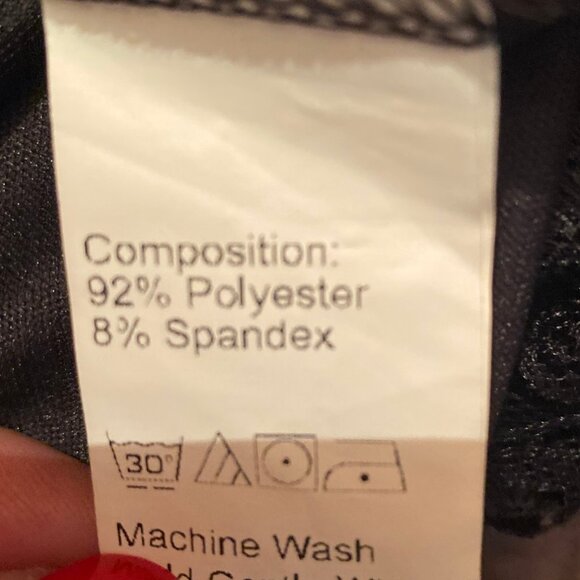 Composition:
92% Polyester
8% Spandex
30°
Machine Wash